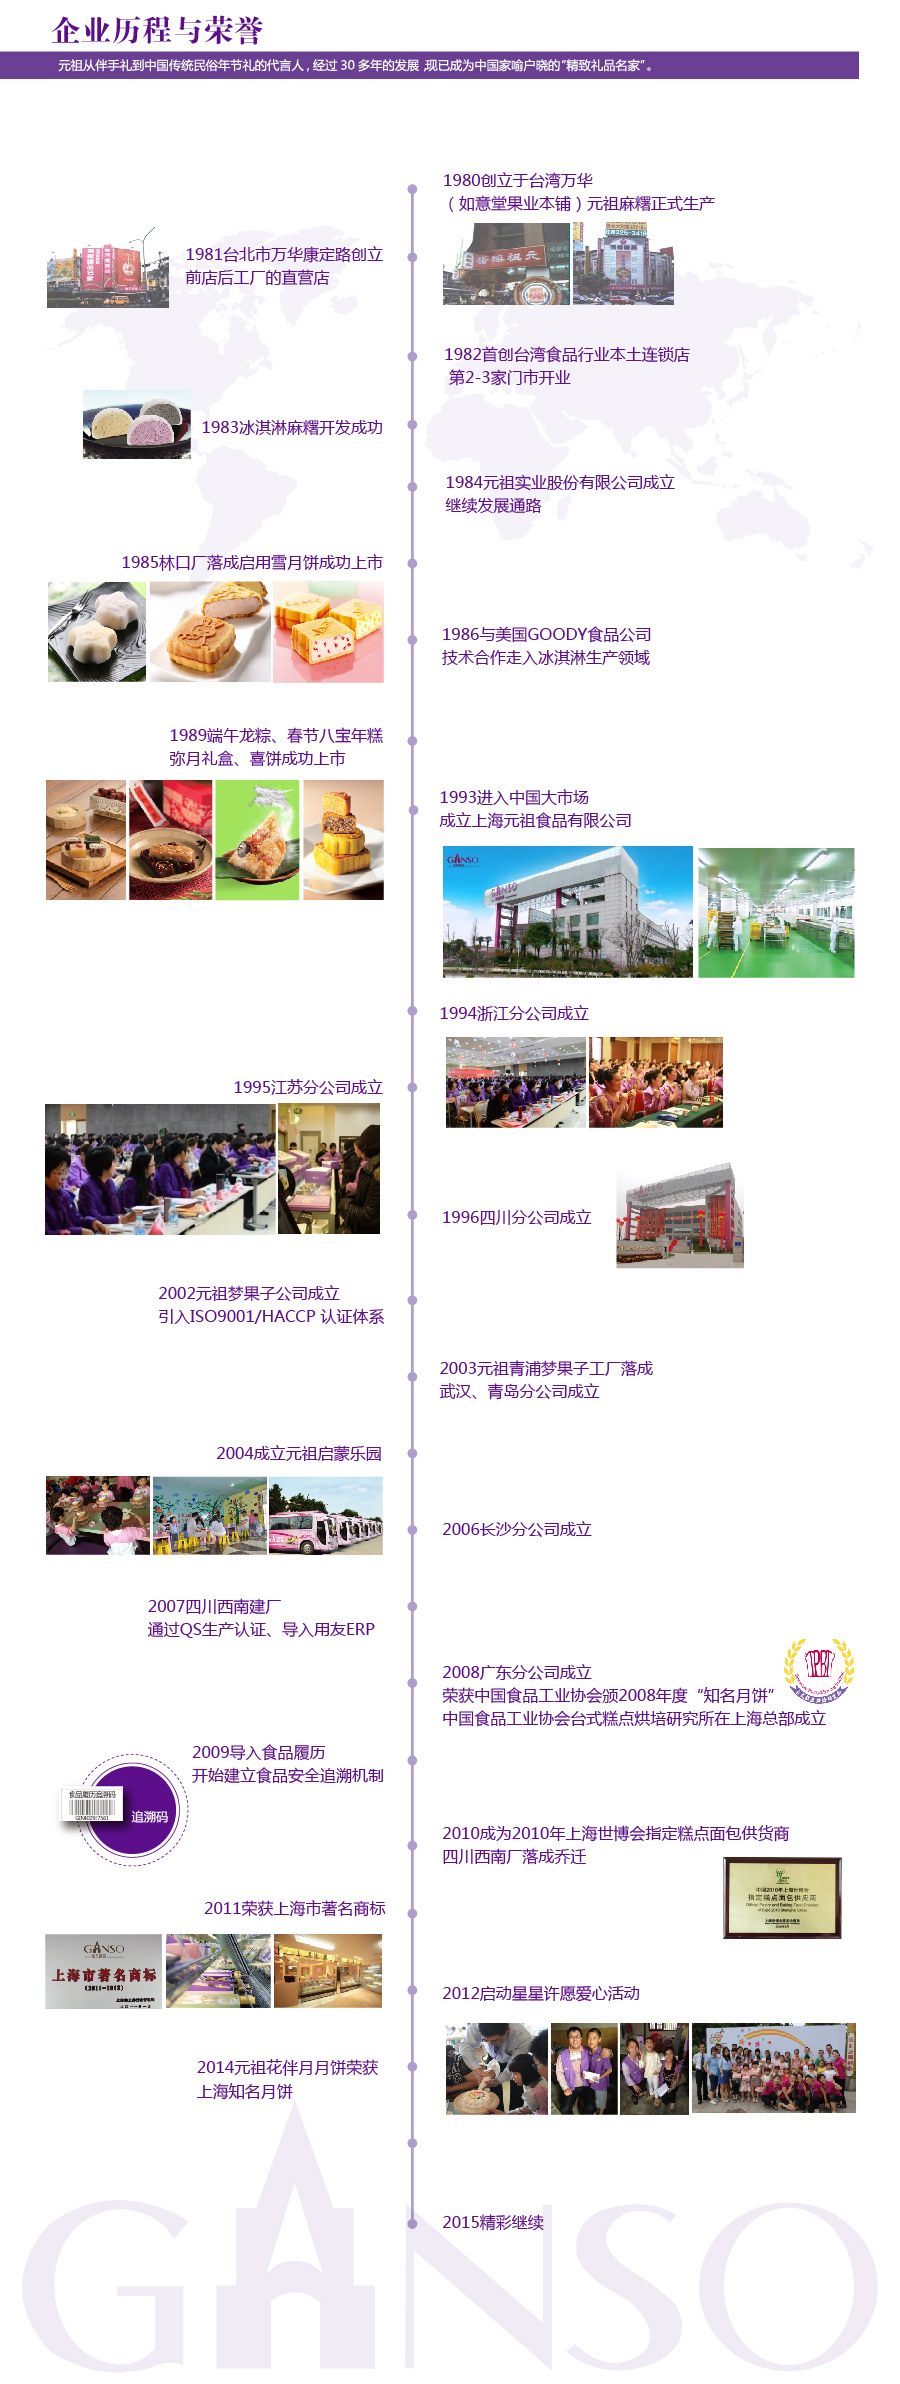 企业历程与荣誉
元祖从伴手礼到中国传统民俗年节礼的代言人，经过 30 多年的发展 ,现已成为中国家喻户晓的“精致礼品名家”。
1980创立于台湾万华
（如意堂果业本铺）元祖麻糬正式生产
1981台北市万华康定路创立
前店后工厂的直营店
1982首创台湾食品行业本土连锁店
第2-3家门市开业
1983冰淇淋麻糬开发成功
1984元祖实业股份有限公司成立
继续发展通路
1985林口厂落成启用雪月饼成功上市
1986与美国GOODY食品公司
技术合作走入冰淇淋生产领域
1989端午龙粽、春节八宝年糕
弥月礼盒、喜饼成功上市
1993进入中国大市场
成立上海元祖食品有限公司
GANSO
GANSO
1994浙江分公司成立
1995江苏分公司成立
1996四川分公司成立
2002元祖梦果子公司成立
引入ISO9001/HACCP 认证体系
2003元祖青浦梦果子工厂落成
武汉、青岛分公司成立
2004成立元祖启蒙乐园
2006长沙分公司成立
2007四川西南建厂
通过QS生产认证、导入用友ERP
2008广东分公司成立
荣获中国食品工业协会颁2008年度“知名月饼”
中国食品工业协会台式糕点烘培研究所在上海总部成立
2009导入食品履历
开始建立食品安全追溯机制
食品履历追溯码
追溯码
2010成为2010年上海世博会指定糕点面包供货商
四川西南厂落成乔迁
中国2010年上海世博会
指定糕点面包供应商
2011荣获上海市著名商标
GANSO
上海市著名商标
(2011-1013)
2012启动星星许愿爱心活动
2014元祖花伴月月饼荣获
上海知名月饼
2015精彩继续
GANSO